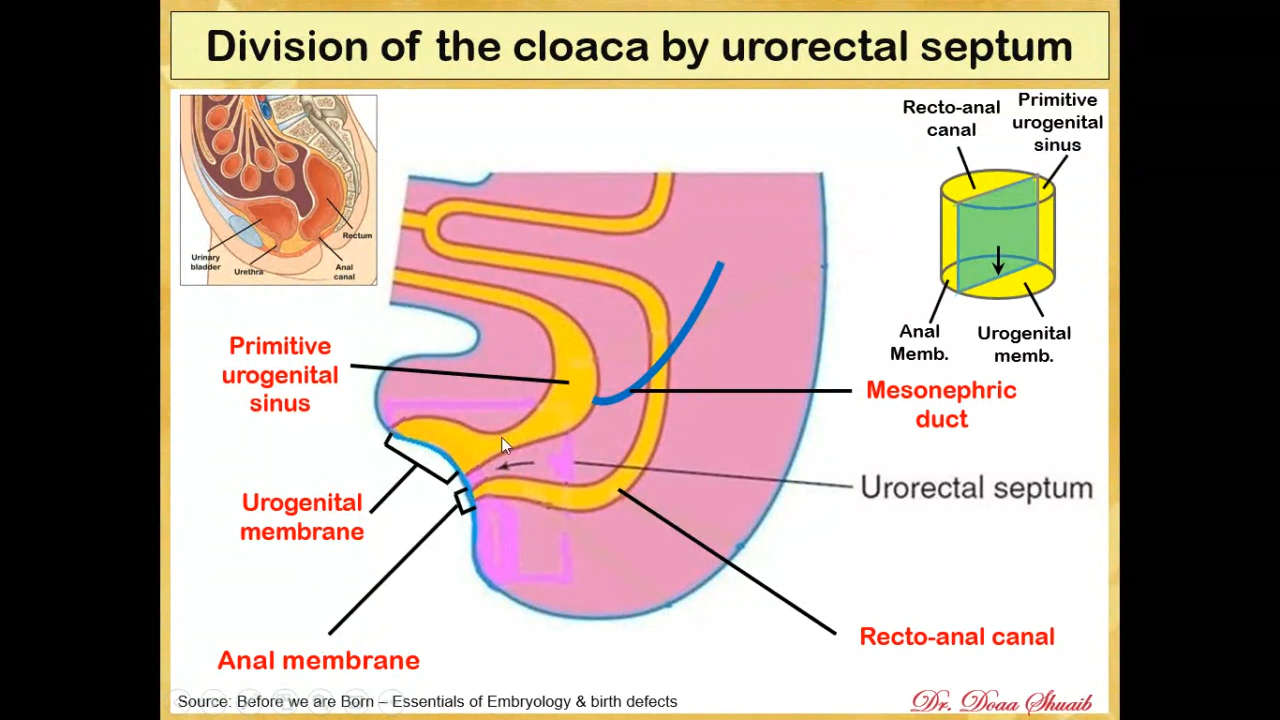 Division of the cloaca by urorectal septum
Urinary
bladder
Urethra
Rectum
Anal
canal
Recto-anal
canal
Primitive
urogenital
sinus
Anal
Memb.
Urogenital
memb.
Primitive
urogenital
sinus
Mesonephric
duct
Urogenital
membrane
Urorectal septum
Anal membrane
Recto-anal canal
Source: Before we are Born – Essentials of Embryology & birth defects
Dr. Doaa Shuaib